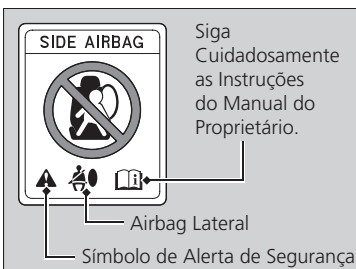 SIDE AIRBAG
Siga
Cuidadosamente
as Instruções
do Manual do
Proprietário.
Airbag Lateral
Símbolo de Alerta de Segurança